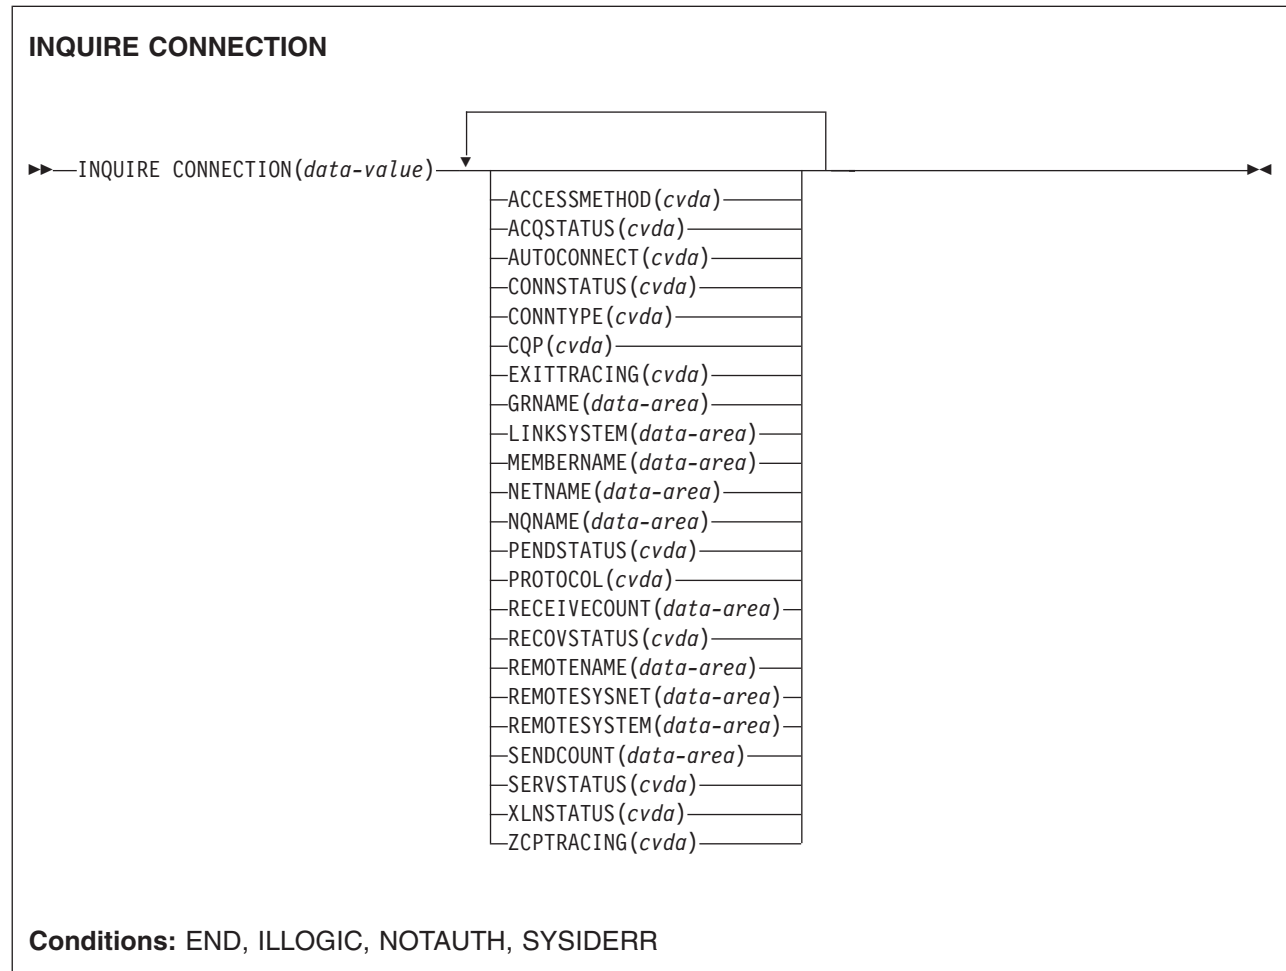 INQUIRE CONNECTION
INQUIRE CONNECTION(data-value)
ACCESSMETHOD(cvda)
ACQSTATUS(cvda)
AUTOCONNECT(cvda)
CONNSTATUS(cvda)
CONNTYPE(cvda)
CQP(cvda)
EXITTRACING(cvda)
GRNAME(data-area)
LINKSYSTEM(data-area)
MEMBERNAME(data-area)
NETNAME(data-area)
NQNAME(data-area)
PENDSTATUS(cvda)
PROTOCOL(cvda)
RECEIVECOUNT(data-area)
RECOVSTATUS(cvda)
REMOTENAME(data-area)
REMOTESYSNET(data-area)
REMOTESYSTEM(data-area)
SENDCOUNT(data-area)
SERVSTATUS(cvda)
XLNSTATUS(cvda)
ZCPTRACING(cvda)
Conditions: END, ILLOGIC, NOTAUTH, SYSIDERR